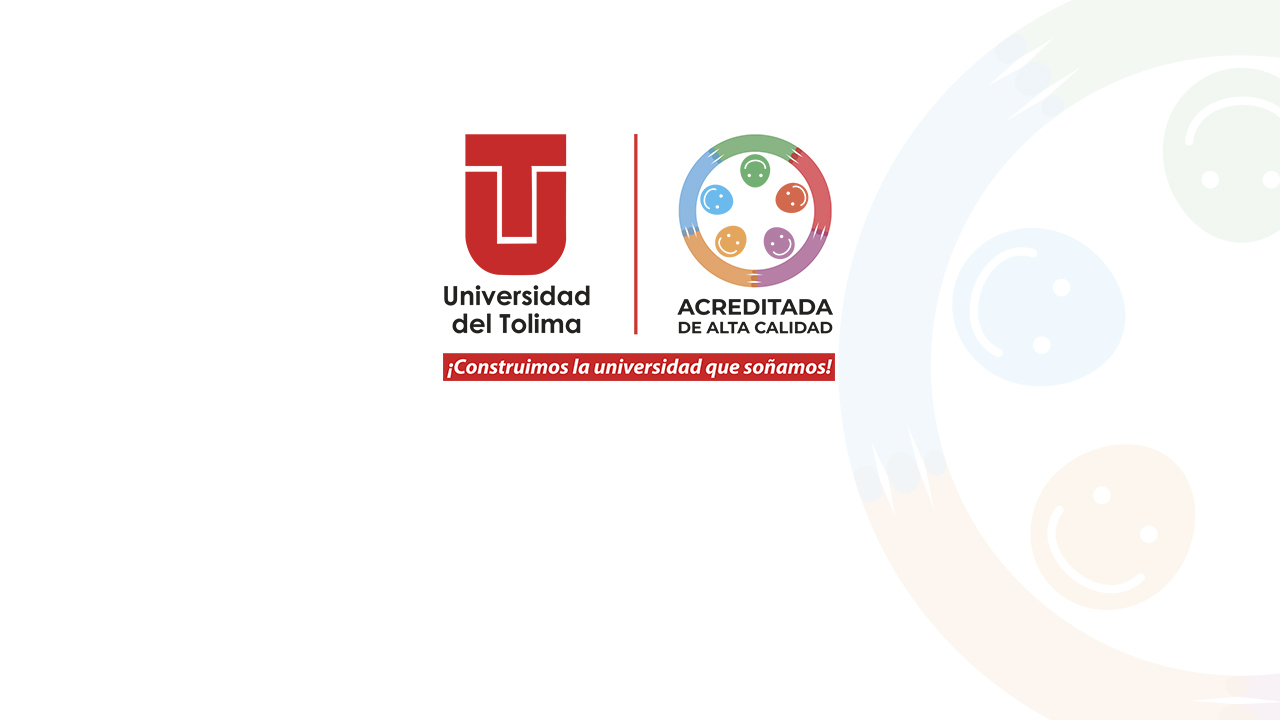 Universidad
del Tolima
ACREDITADA
DE ALTA CALIDAD
¡Construimos la universidad que soñamos!